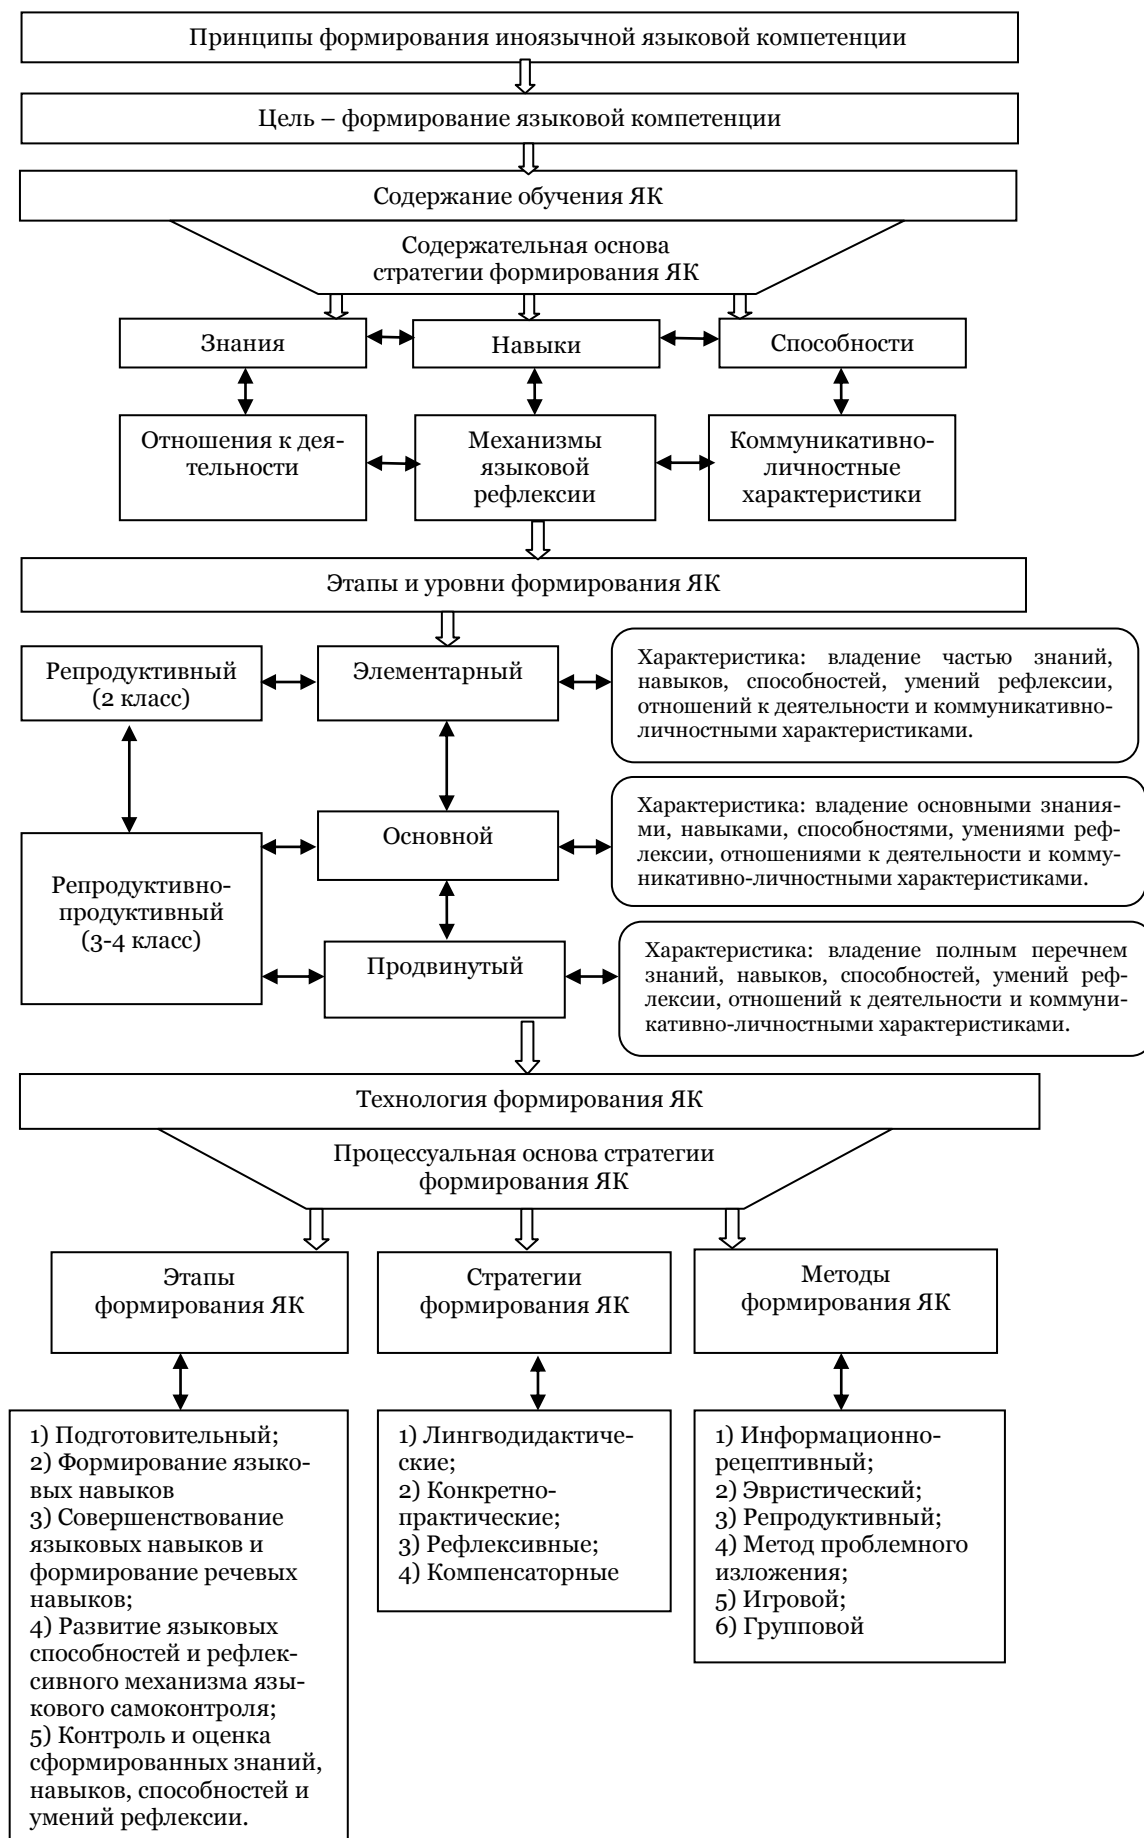 Принципы формирования иноязычной языковой компетенции
Цель – формирование языковой компетенции
Содержание обучения ЯК
Содержательная основа
стратегии формирования ЯК
Знания
Навыки
Способности
Отношения к дея-
тельности
Механизмы
языковой
рефлексии
Коммуникативно-
личностные
характеристики
Этапы и уровни формирования ЯК
Репродуктивный
(2 класс)
Элементарный
Характеристика: владение частью знаний,
навыков, способностей, умений рефлексии,
отношений к деятельности и коммуникативно-
личностными характеристиками.
Репродуктивно-
продуктивный
(3-4 класс)
Основной
Характеристика: владение основными знания-
ми, навыками, способностями, умениями реф-
лексии, отношениями к деятельности и комму-
никативно-личностными характеристиками.
Продвинутый
Характеристика: владение полным перечнем
знаний, навыков, способностей, умений реф-
лексии, отношений к деятельности и коммуни-
кативно-личностными характеристиками.
Технология формирования ЯК
Процессуальная основа стратегии
формирования ЯК
Этапы
формирования ЯК
Стратегии
формирования ЯК
Методы
формирования ЯК
1) Подготовительный;
2) Формирование языко-
вых навыков
3) Совершенствование
языковых навыков и
формирование речевых
навыков;
4) Развитие языковых
способностей и рефлек-
сивного механизма язы-
кового самоконтроля;
5) Контроль и оценка
сформированных знаний,
навыков, способностей и
умений рефлексии.
1) Лингводидактиче-
ские;
2) Конкретно-
практические;
3) Рефлексивные;
4) Компенсаторные
1) Информационно-
рецептивный;
2) Эвристический;
3) Репродуктивный;
4) Метод проблемного
изложения;
5) Игровой;
6) Групповой